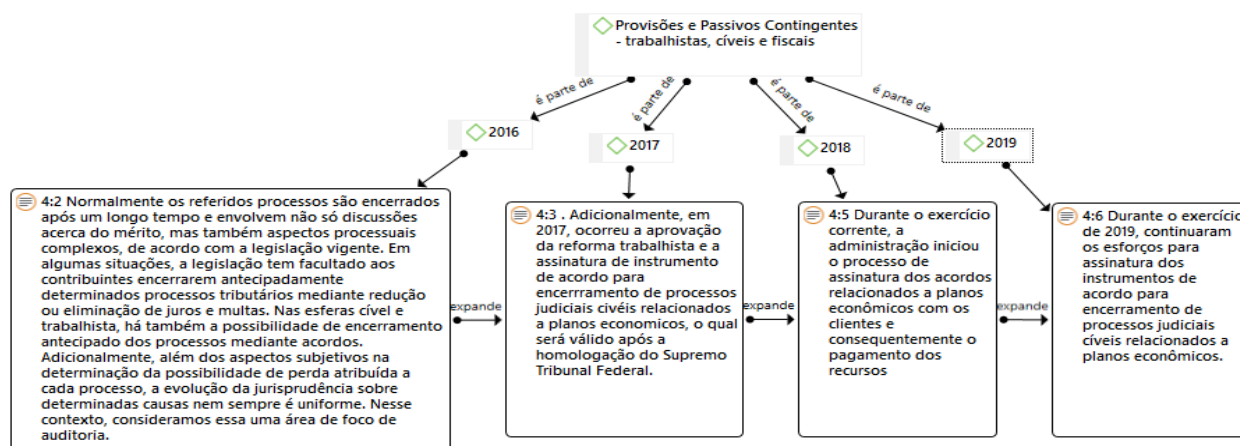 Provisões e Passivos Contingentes
- trabalhistas, cíveis e fiscais
é parte de
é parte de
é parte de
é parte de
2016
2017
2018
2019
4:2 Normalmente os referidos processos são encerrados
após um longo tempo e envolvem não só discussões
acerca do mérito, mas também aspectos processuais
complexos, de acordo com a legislação vigente. Em
algumas situações, a legislação tem facultado aos
contribuintes encerrarem antecipadamente
determinados processos tributários mediante redução
ou eliminação de juros e multas. Nas esferas cível e
trabalhista, há também a possibilidade de encerramento
antecipado dos processos mediante acordos.
Adicionalmente, além dos aspectos subjetivos na
determinação da possibilidade de perda atribuída a
cada processo, a evolução da jurisprudência sobre
determinadas causas nem sempre é uniforme. Nesse
contexto, consideramos essa uma área de foco de
auditoria.
expande
4:3 . Adicionalmente, em
2017, ocorreu a aprovação
da reforma trabalhista e a
assinatura de instrumento
de acordo para
encerrramento de processos
judiciais civéis relacionados
a planos economicos, o qual
será válido após a
homologação do Supremo
Tribunal Federal.
expande
4:5 Durante o exercício
corrente, a
administração iniciou
o processo de
assinatura dos acordos
relacionados a planos
econômicos com os
clientes e
consequentemente o
pagamento dos
recursos
expande
4:6 Durante o exercício
de 2019, continuaram
os esforços para
assinatura dos
instrumentos de
acordo para
encerramento de
processos judiciais
cíveis relacionados a
planos econômicos.